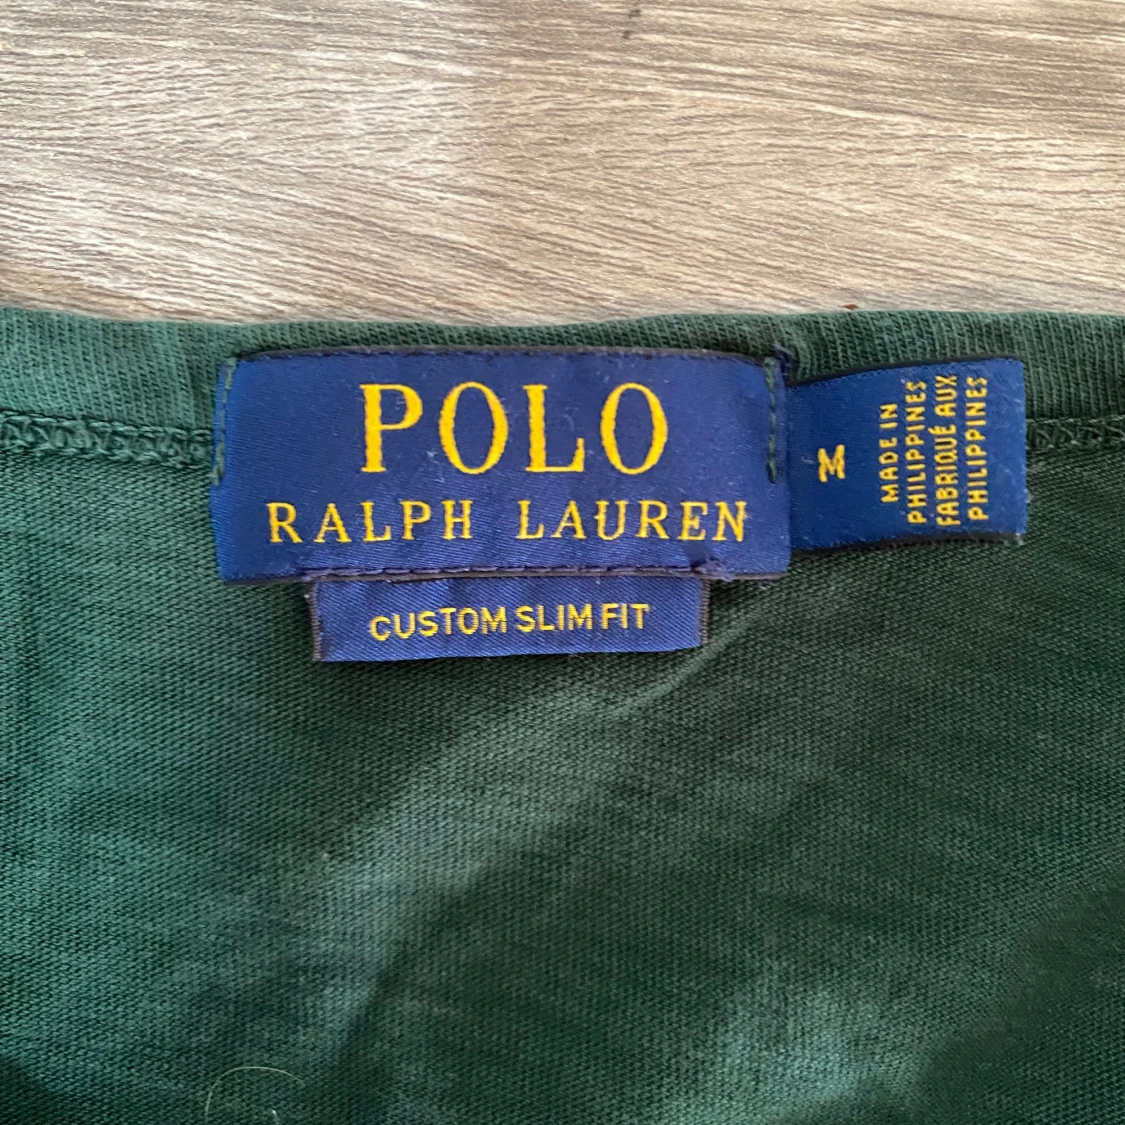 POLO
RALPH LAUREN
CUSTOM SLIM FIT
M
MADE IN
PHILIPPINES
FABRIQUÉ AUX
PHILIPPINES